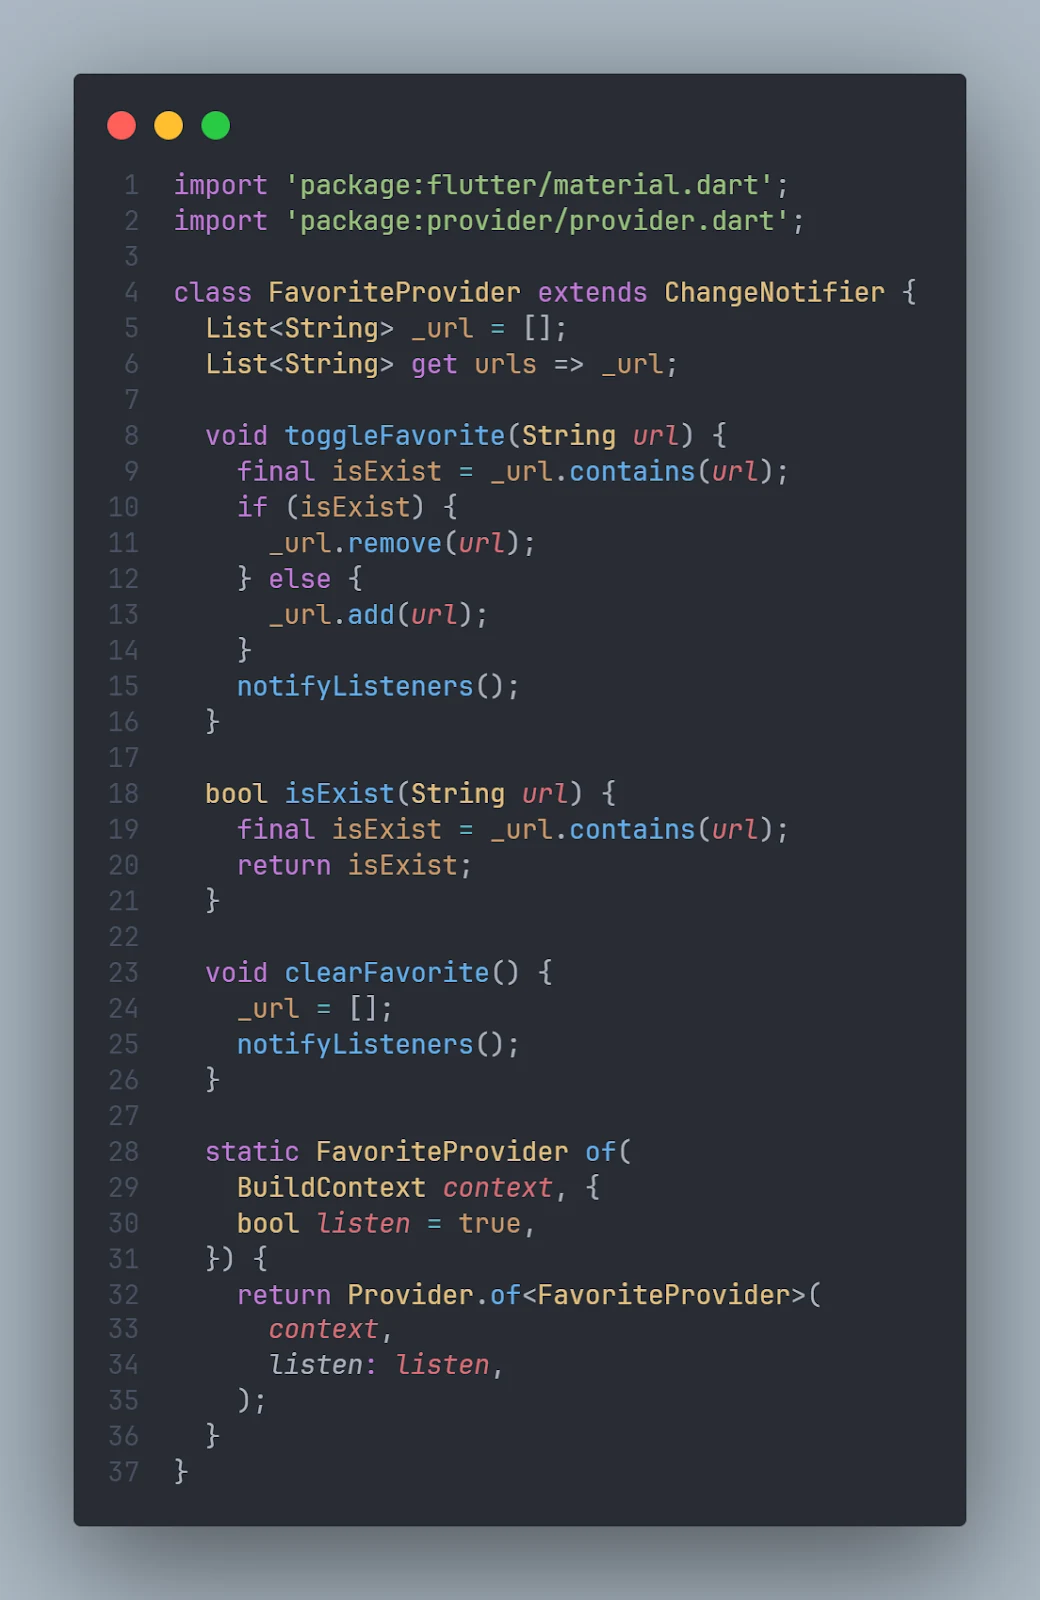 1 import 'package:flutter/material.dart';
2 import 'package:provider/provider.dart';
3
4 class FavoriteProvider extends ChangeNotifier {
5   List<String> _url = [];
6   List<String> get urls => _url;
7
8   void toggleFavorite(String url) {
9     final isExist = _url.contains(url);
10     if (isExist) {
11       _url.remove(url);
12     } else {
13       _url.add(url);
14     }
15     notifyListeners();
16   }
17
18   bool isExist(String url) {
19     final isExist = _url.contains(url);
20     return isExist;
21   }
22
23   void clearFavorite() {
24     _url = [];
25     notifyListeners();
26   }
27
28   static FavoriteProvider of(
29     BuildContext context, {
30     bool listen = true,
31   }) {
32     return Provider.of<FavoriteProvider>(
33       context,
34       listen: listen,
35     );
36   }
37 }